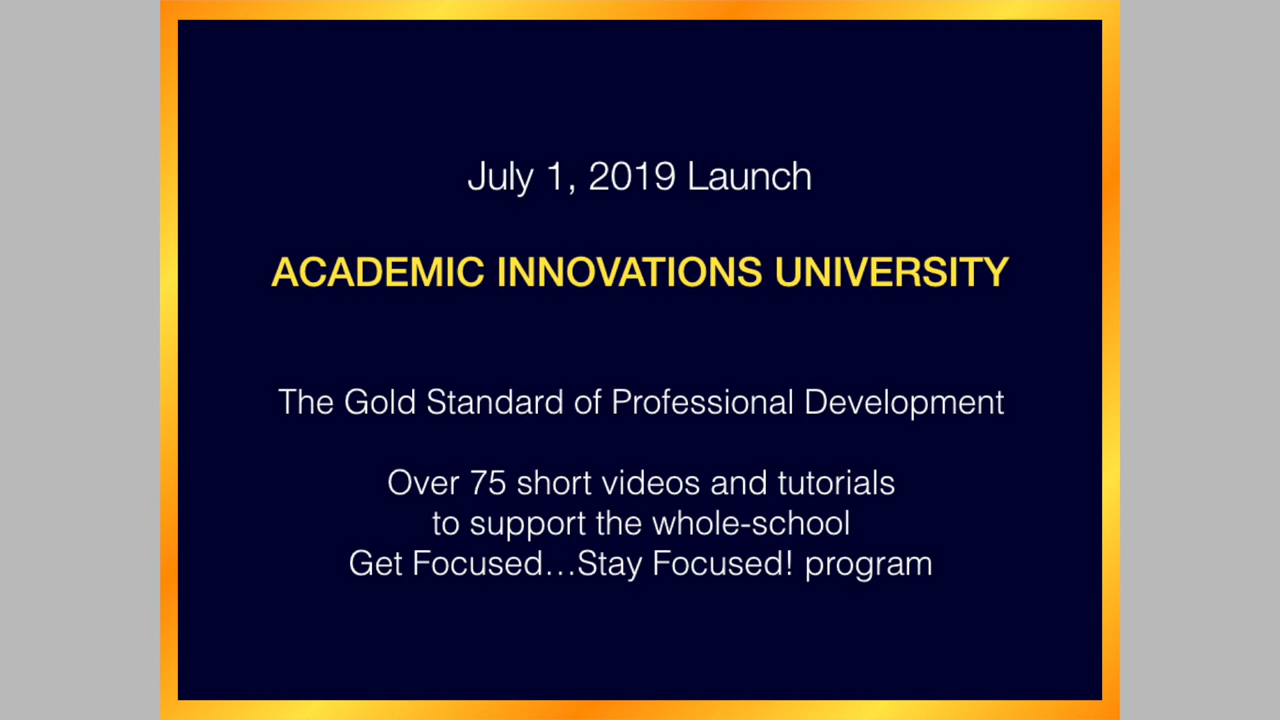 July 1, 2019 Launch
ACADEMIC INNOVATIONS UNIVERSITY
The Gold Standard of Professional Development
Over 75 short videos and tutorials
to support the whole-school
Get Focused…Stay Focused! program